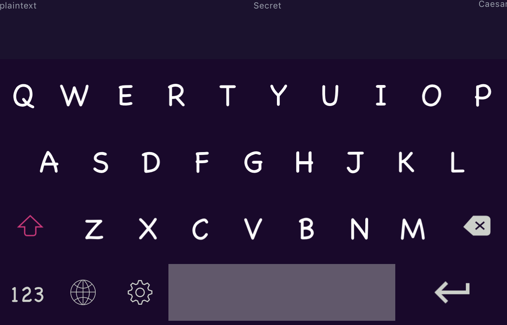 plaintext Secret Caesar
Q W E R T Y U I O P
A S D F G H J K L
Z X C V B N M
123